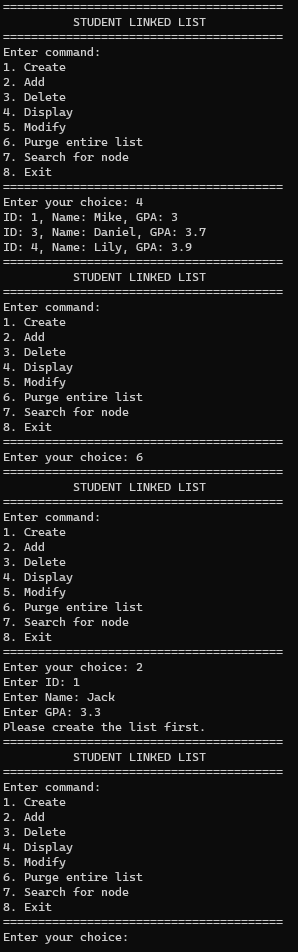 ========================================
STUDENT LINKED LIST
========================================
Enter command:
1. Create
2. Add
3. Delete
4. Display
5. Modify
6. Purge entire list
7. Search for node
8. Exit
========================================
Enter your choice: 4
ID: 1, Name: Mike, GPA: 3
ID: 3, Name: Daniel, GPA: 3.7
ID: 4, Name: Lily, GPA: 3.9
========================================
STUDENT LINKED LIST
========================================
Enter command:
1. Create
2. Add
3. Delete
4. Display
5. Modify
6. Purge entire list
7. Search for node
8. Exit
========================================
Enter your choice: 6
========================================
STUDENT LINKED LIST
========================================
Enter command:
1. Create
2. Add
3. Delete
4. Display
5. Modify
6. Purge entire list
7. Search for node
8. Exit
========================================
Enter your choice: 2
Enter ID: 1
Enter Name: Jack
Enter GPA: 3.3
Please create the list first.
========================================
STUDENT LINKED LIST
========================================
Enter command:
1. Create
2. Add
3. Delete
4. Display
5. Modify
6. Purge entire list
7. Search for node
8. Exit
========================================
Enter your choice: